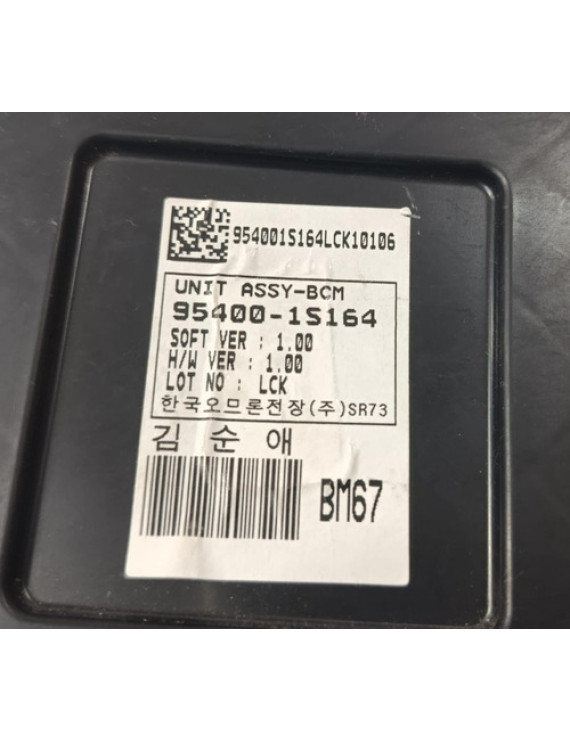 954001S164LCK10106
UNIT ASSY-BCM
95400-1S164
SOFT VER : 1.00
H/W VER : 1.00
LOT NO : LCK
한국오므론전장(주)SR73
김 순 애
BM67